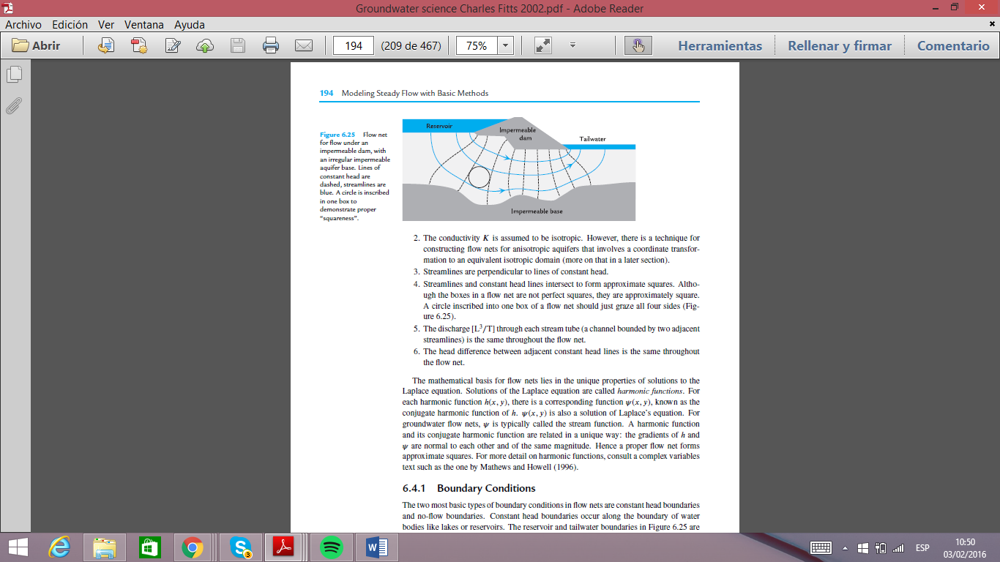 Groundwater science Charles Fitts 2002.pdf - Adobe Reader
Archivo Edición Ver Ventana Ayuda
Abrir 194 (209 de 467) 75% Herramientas Rellenar y firmar Comentario
194 Modeling Steady Flow with Basic Methods
Figure 6.25 Flow net
for flow under an
impermeable dam, with
an irregular impermeable
aquifer base. Lines of
constant head are
dashed, streamlines are
blue. A circle is inscribed
in one box to
demonstrate proper
“squareness”.
Reservoir
Impermeable
dam
Tailwater
Impermeable base
2. The conductivity K is assumed to be isotropic. However, there is a technique for
constructing flow nets for anisotropic aquifers that involves a coordinate transfor-
mation to an equivalent isotropic domain (more on that in a later section).
3. Streamlines are perpendicular to lines of constant head.
4. Streamlines and constant head lines intersect to form approximate squares. Altho-
ugh the boxes in a flow net are not perfect squares, they are approximately square.
A circle inscribed into one box of a flow net should just graze all four sides (Fig-
ure 6.25).
5. The discharge [L³/T] through each stream tube (a channel bounded by two adjacent
streamlines) is the same throughout the flow net.
6. The head difference between adjacent constant head lines is the same throughout
the flow net.
The mathematical basis for flow nets lies in the unique properties of solutions to the
Laplace equation. Solutions of the Laplace equation are called harmonic functions. For
each harmonic function h(x, y), there is a corresponding function ψ(x, y), known as the
conjugate harmonic function of h. ψ(x, y) is also a solution of Laplace’s equation. For
groundwater flow nets, ψ is typically called the stream function. A harmonic function
and its conjugate harmonic function are related in a unique way: the gradients of h and
ψ are normal to each other and of the same magnitude. Hence a proper flow net forms
approximate squares. For more detail on harmonic functions, consult a complex variables
text such as the one by Mathews and Howell (1996).
6.4.1 Boundary Conditions
The two most basic types of boundary conditions in flow nets are constant head boundaries
and no-flow boundaries. Constant head boundaries occur along the boundary of water
bodies like lakes or reservoirs. The reservoir and tailwater boundaries in Figure 6.25 are
3
ESP
10:50
03/02/2016